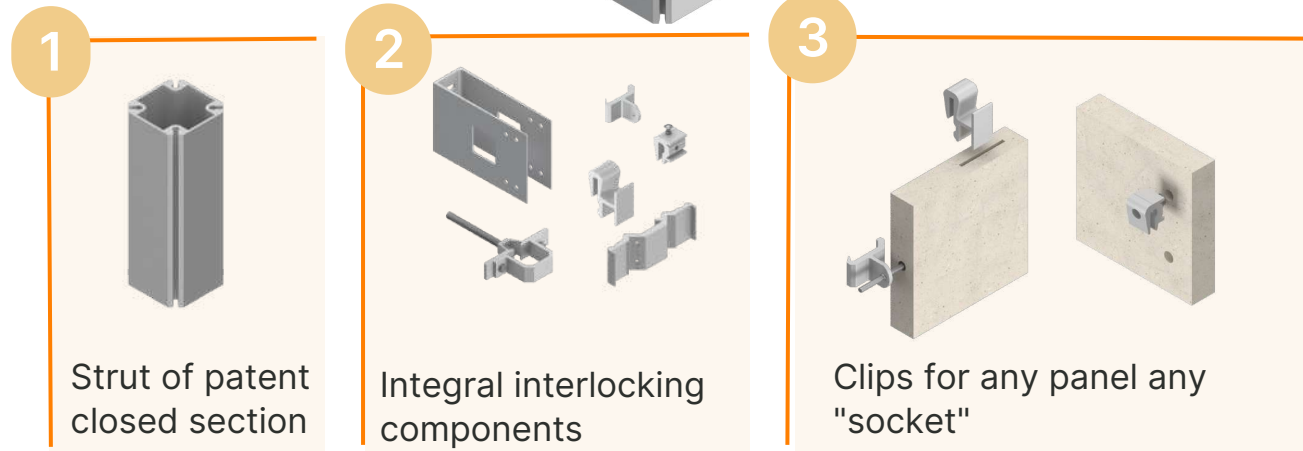 1
Strut of patent
closed section
2
Integral interlocking
components
3
Clips for any panel any
"socket"